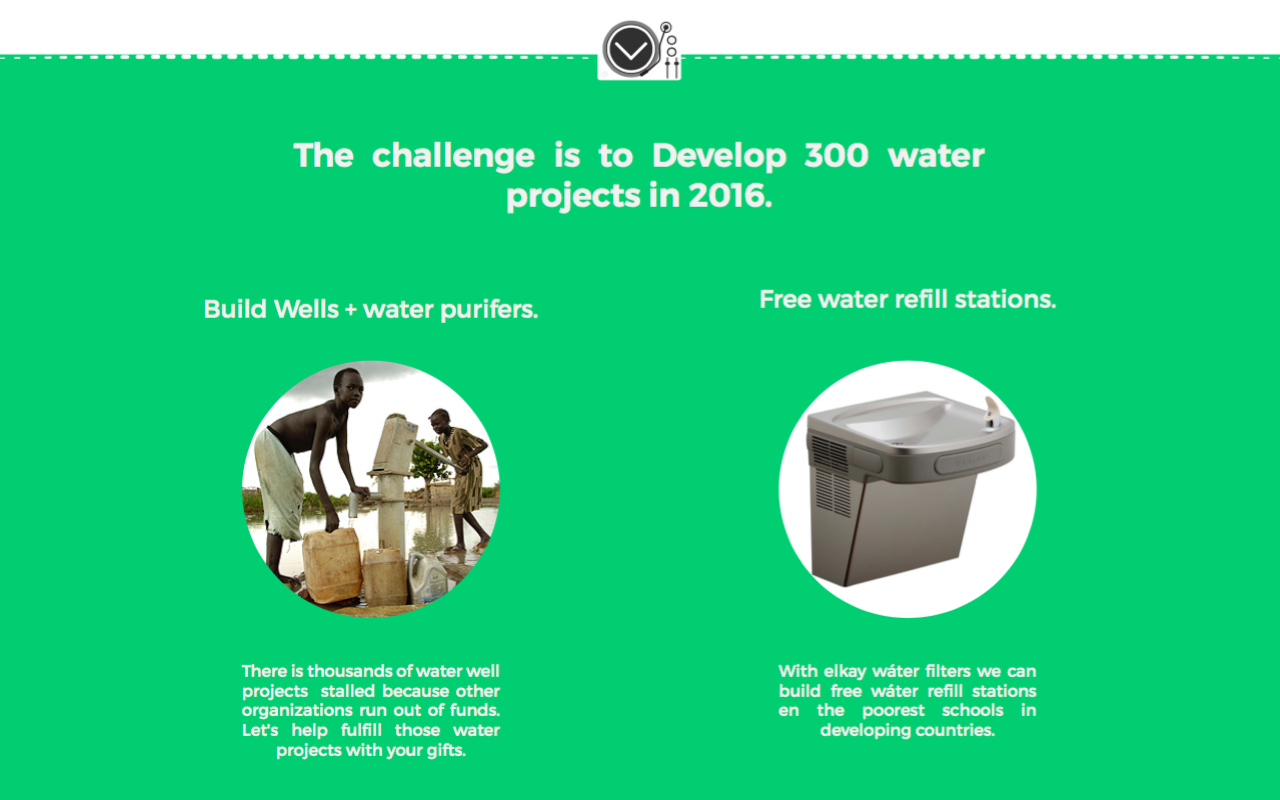 The challenge is to Develop 300 water
projects in 2016.
Build Wells + water purifers.
Free water refill stations.
There is thousands of water well
projects stalled because other
organizations run out of funds.
Let's help fulfill those water
projects with your gifts.
With elkay wáter filters we can
build free wáter refill stations
en the poorest schools in
developing countries.